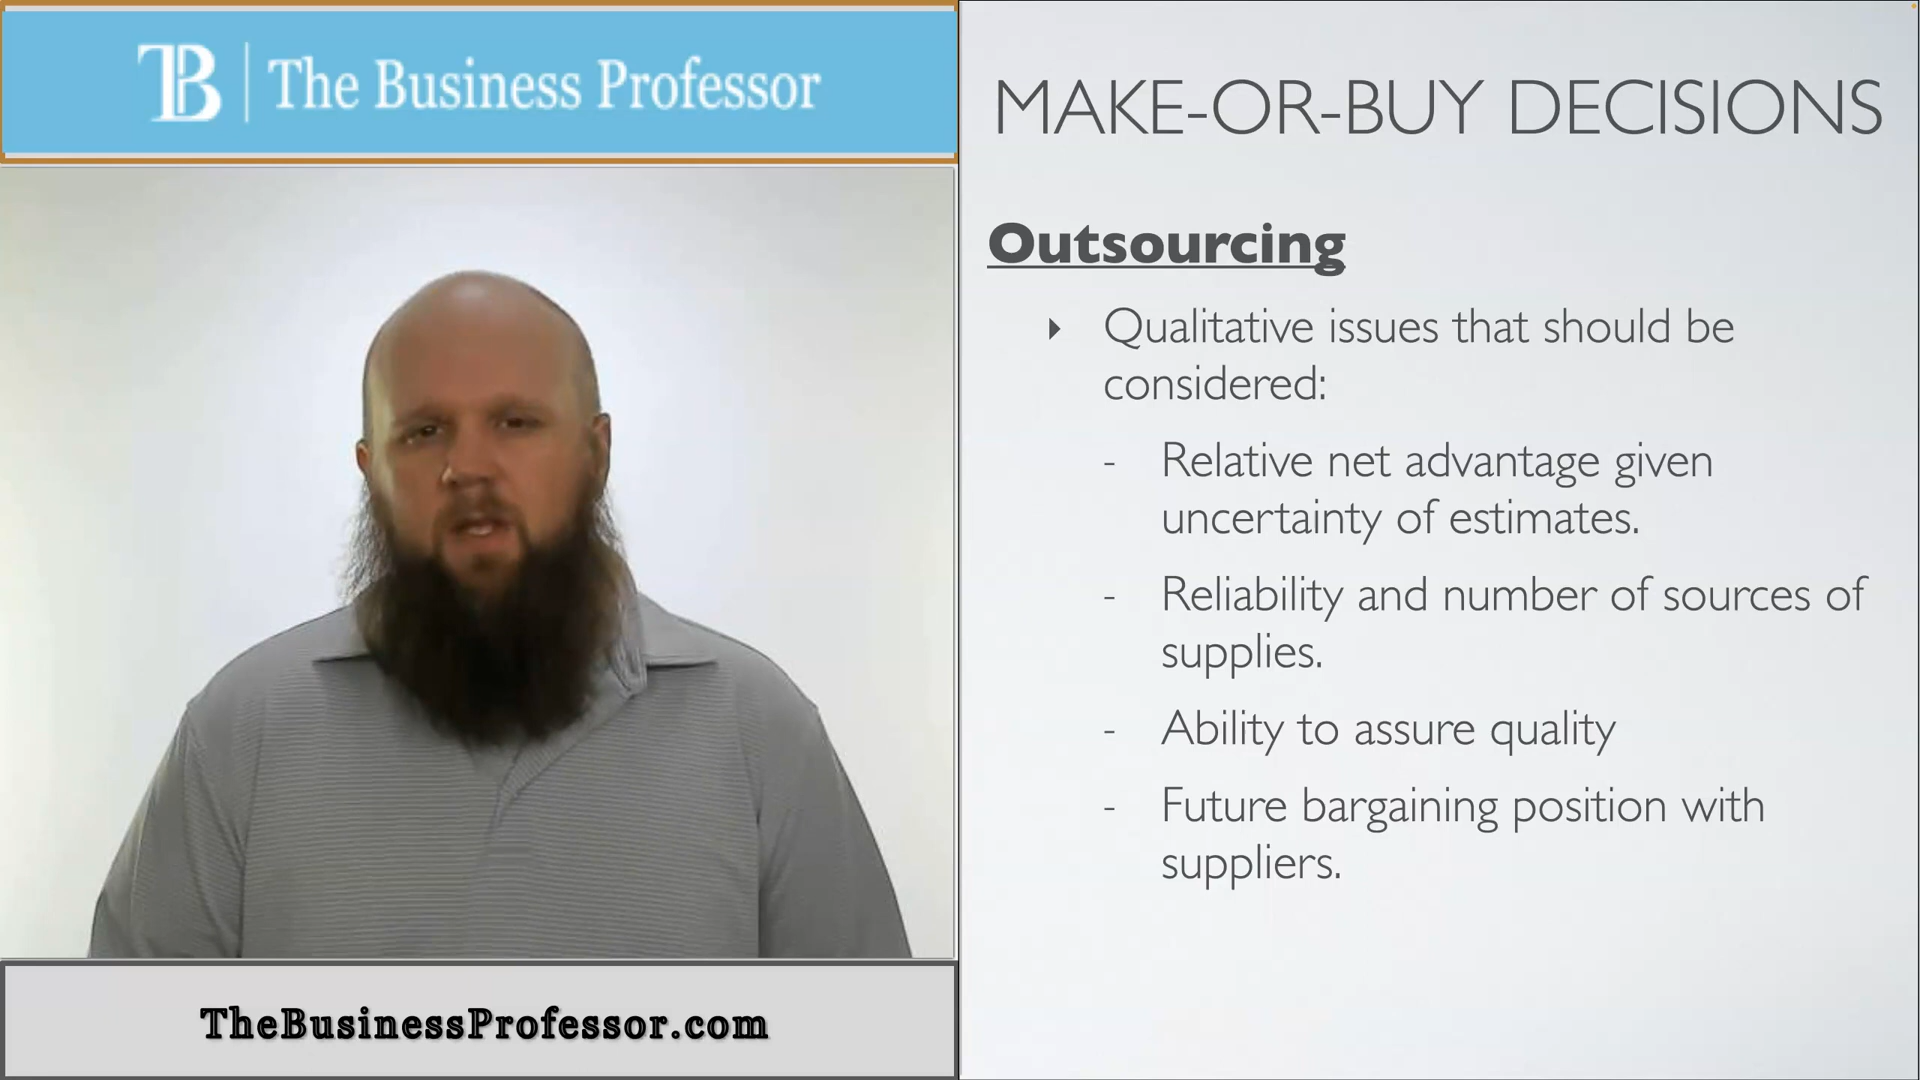 TB | The Business Professor
MAKE-OR-BUY DECISIONS
Outsourcing
‣ Qualitative issues that should be
considered:
- Relative net advantage given
uncertainty of estimates.
- Reliability and number of sources of
supplies.
- Ability to assure quality
- Future bargaining position with
suppliers.
TheBusinessProfessor.com